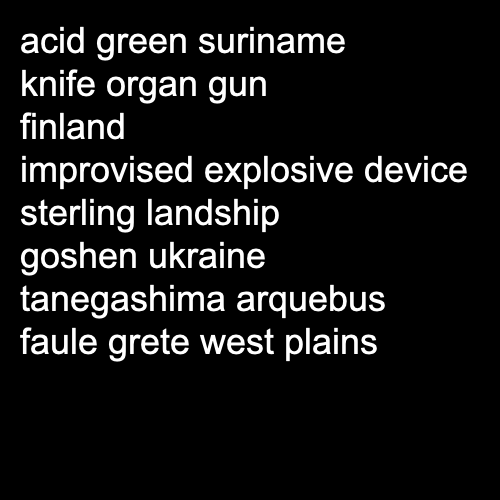 acid green suriname
knife organ gun
finland
improvised explosive device
sterling landship
goshen ukraine
tanegashima arquebus
faule grete west plains